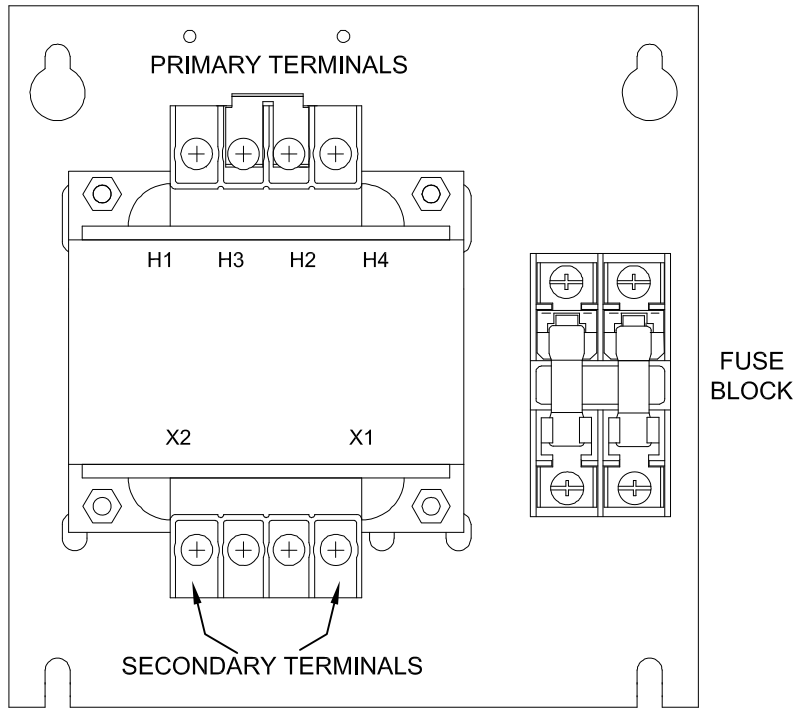 PRIMARY TERMINALS
H1 H3 H2 H4
FUSE
BLOCK
X2 X1
SECONDARY TERMINALS